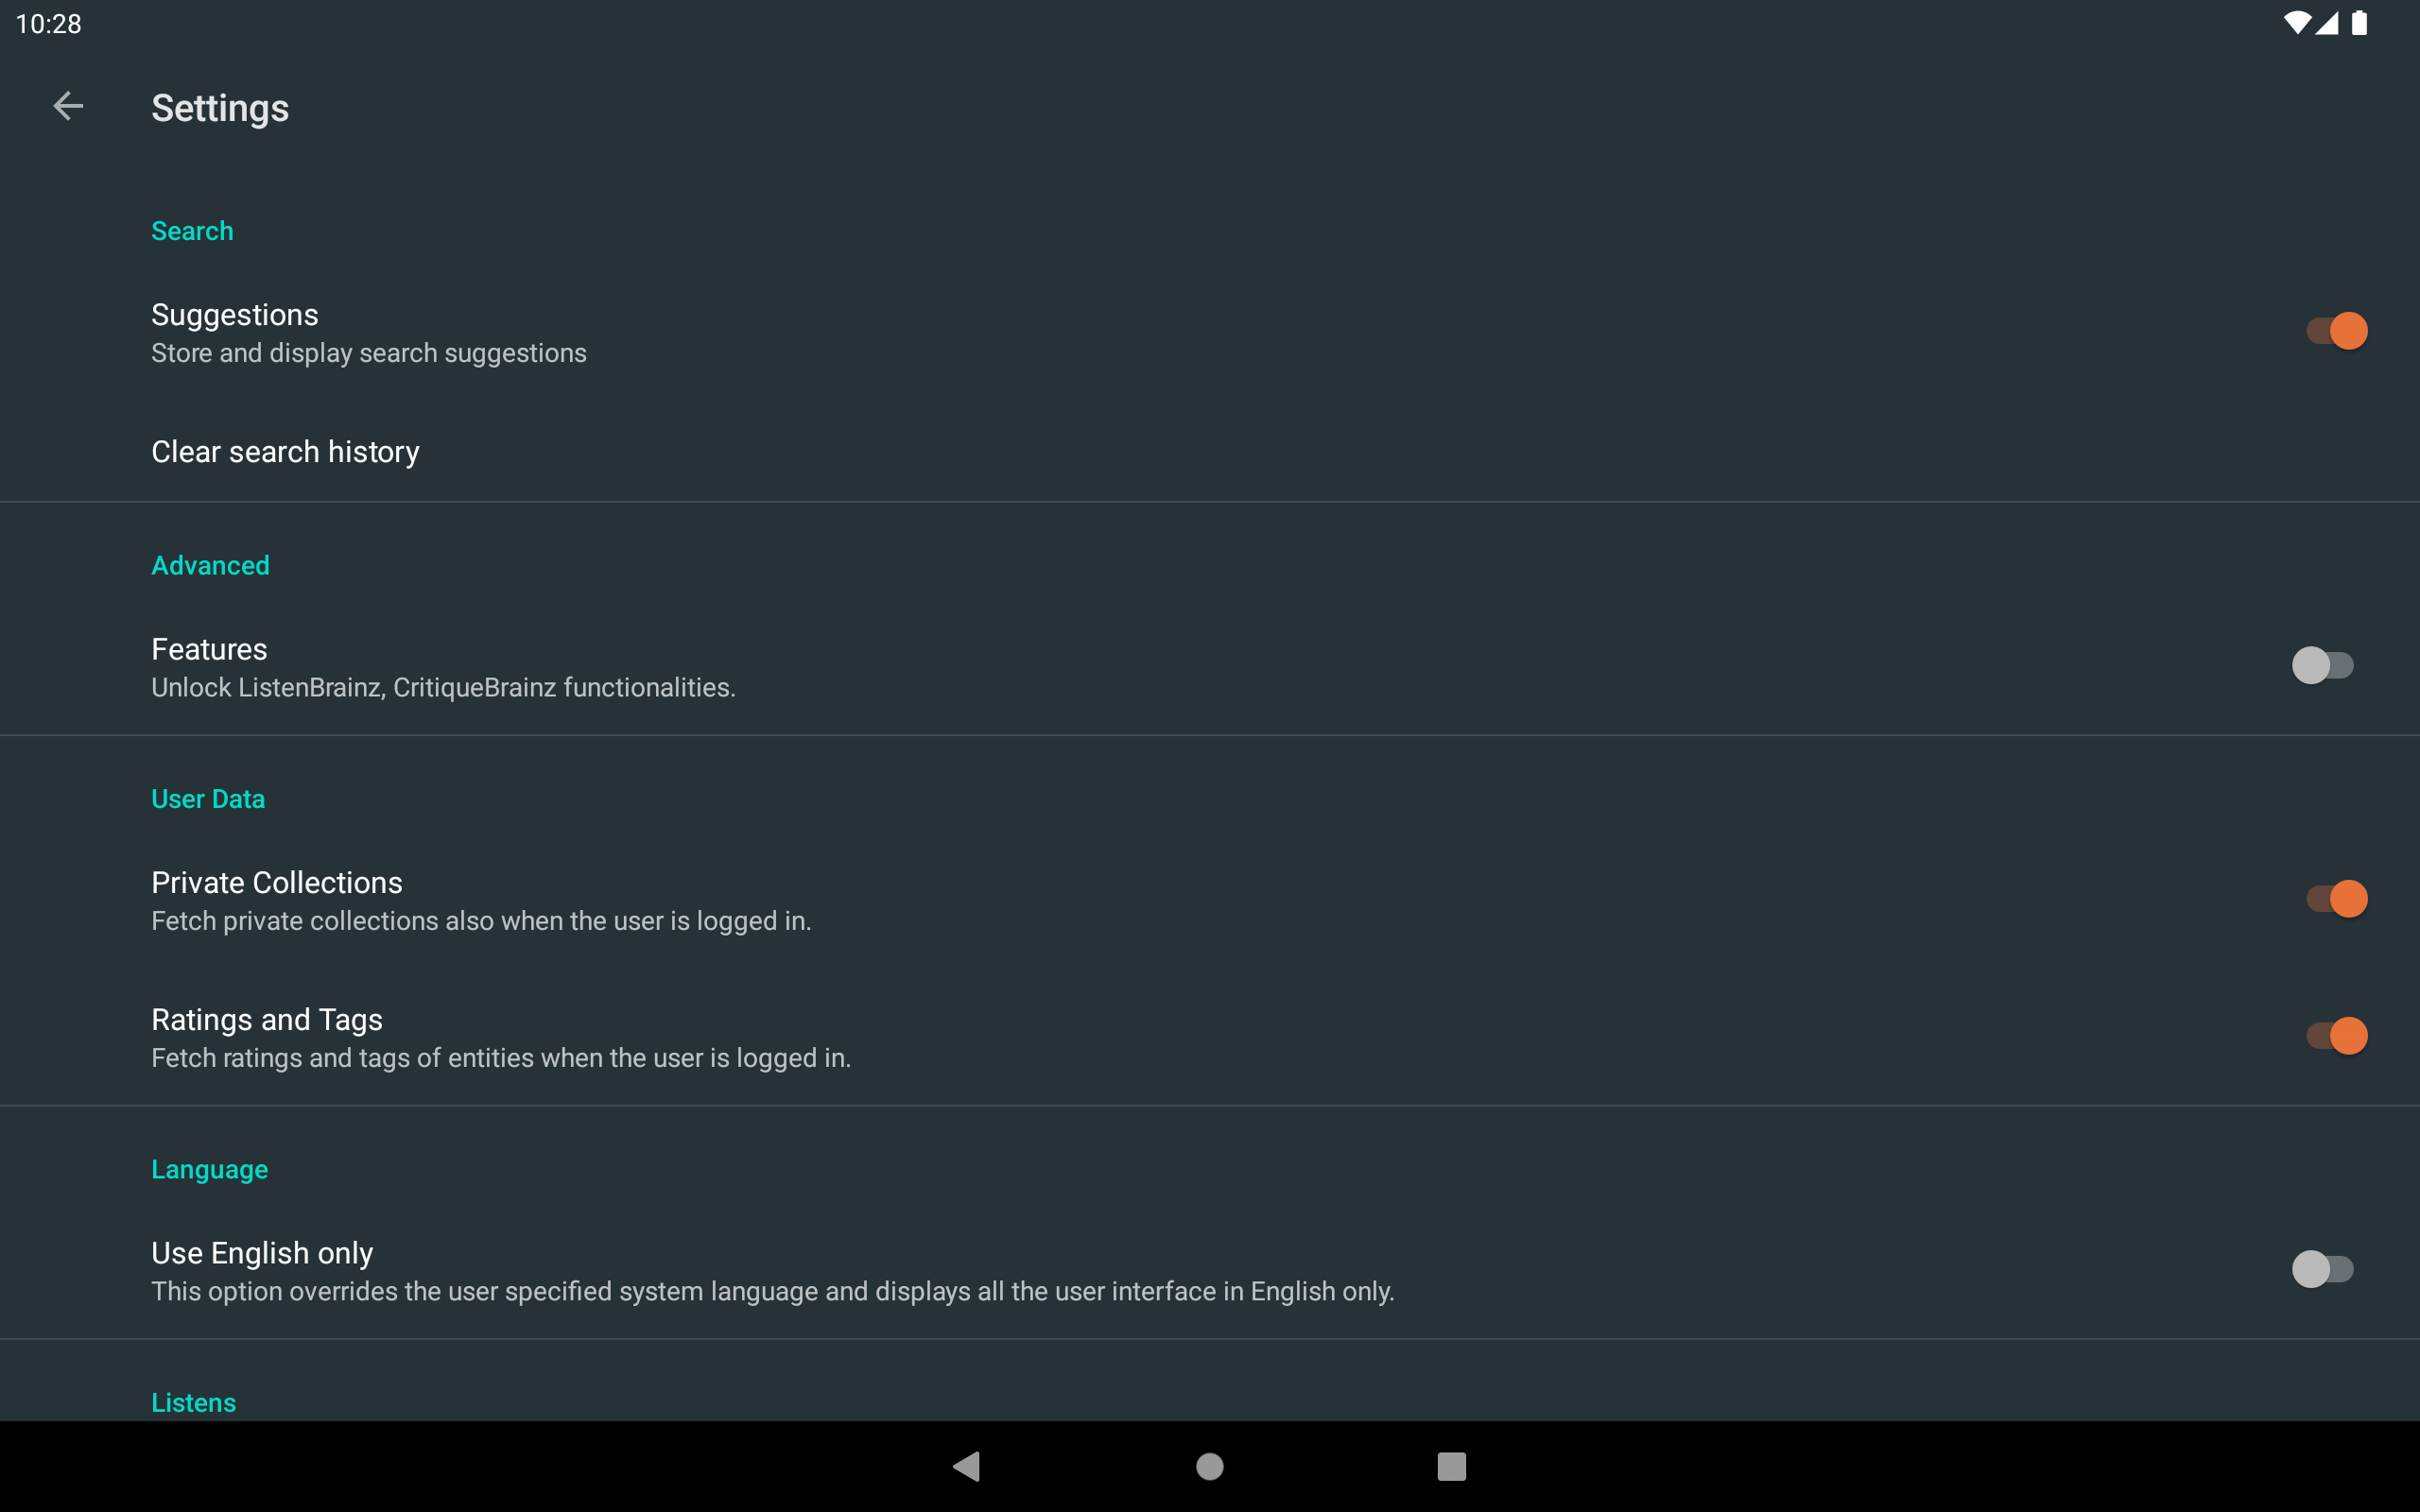 10:28
Settings
Search
Suggestions
Store and display search suggestions
Clear search history
Advanced
Features
Unlock ListenBrainz, CritiqueBrainz functionalities.
User Data
Private Collections
Fetch private collections also when the user is logged in.
Ratings and Tags
Fetch ratings and tags of entities when the user is logged in.
Language
Use English only
This option overrides the user specified system language and displays all the user interface in English only.
Listens